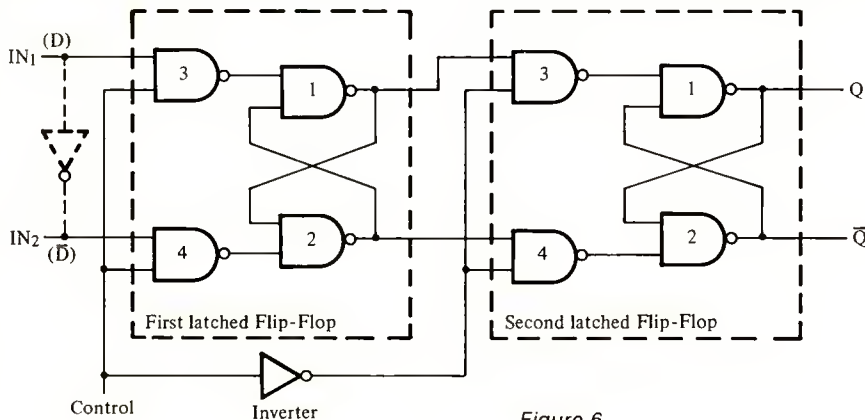 IN1 (D)
3
1
3
1
Q
IN2 (D̅)
4
2
4
2
Q̅
First latched Flip-Flop
Second latched Flip-Flop
Control
Inverter
Figure 6